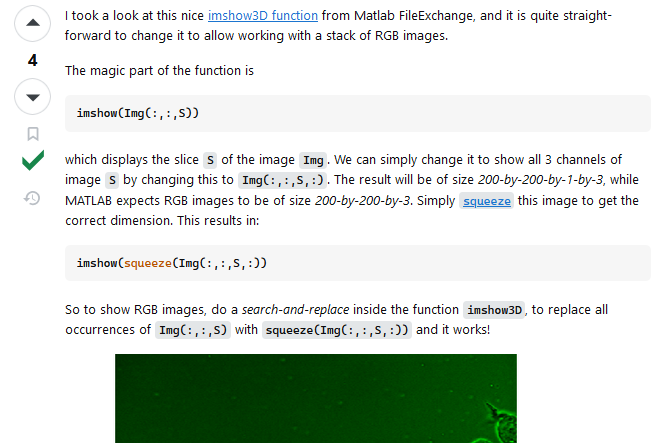 I took a look at this nice imshow3D function from Matlab FileExchange, and it is quite straight-
forward to change it to allow working with a stack of RGB images.
4
The magic part of the function is
imshow(Img(:,:,S))
which displays the slice S of the image Img. We can simply change it to show all 3 channels of
image S by changing this to Img(:,:,S,:). The result will be of size 200-by-200-by-1-by-3, while
MATLAB expects RGB images to be of size 200-by-200-by-3. Simply squeeze this image to get the
correct dimension. This results in:
imshow(squeeze(Img(:,:,S,:))
So to show RGB images, do a search-and-replace inside the function imshow3D, to replace all
occurrences of Img(:,:,S) with squeeze(Img(:,:,S,:)) and it works!